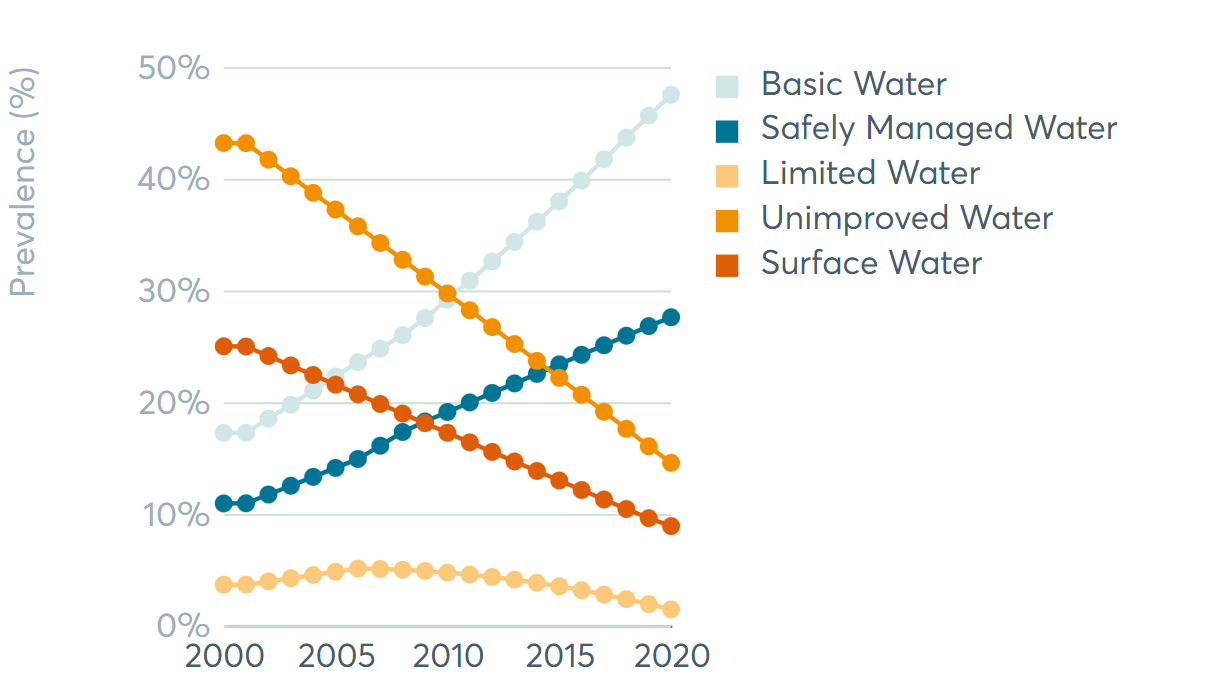 Prevalence (%)
50%
40%
30%
20%
10%
0%
2000 2005 2010 2015 2020
Basic Water
Safely Managed Water
Limited Water
Unimproved Water
Surface Water